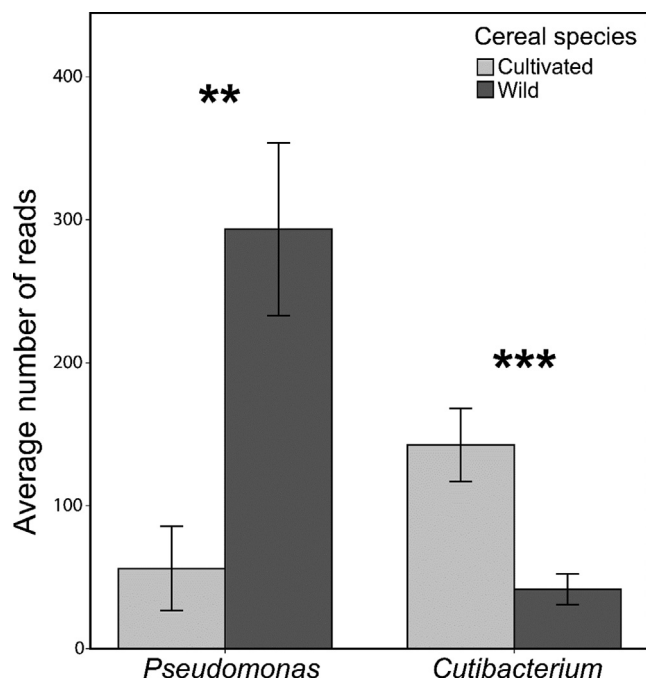 Cereal species
Cultivated
Wild
**
***
Average number of reads
400
300
200
100
0
Pseudomonas
Cutibacterium